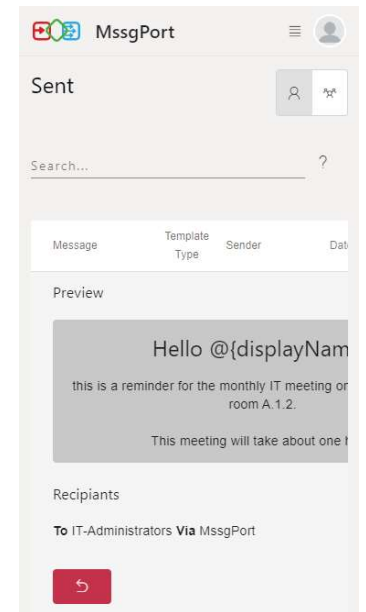 MssgPort
Sent
Search...
?
Message Template Type Sender Dat
Preview
Hello @{displayNam
this is a reminder for the monthly IT meeting on
room A.1.2.
This meeting will take about one h
Recipiants
To IT-Administrators Via MssgPort